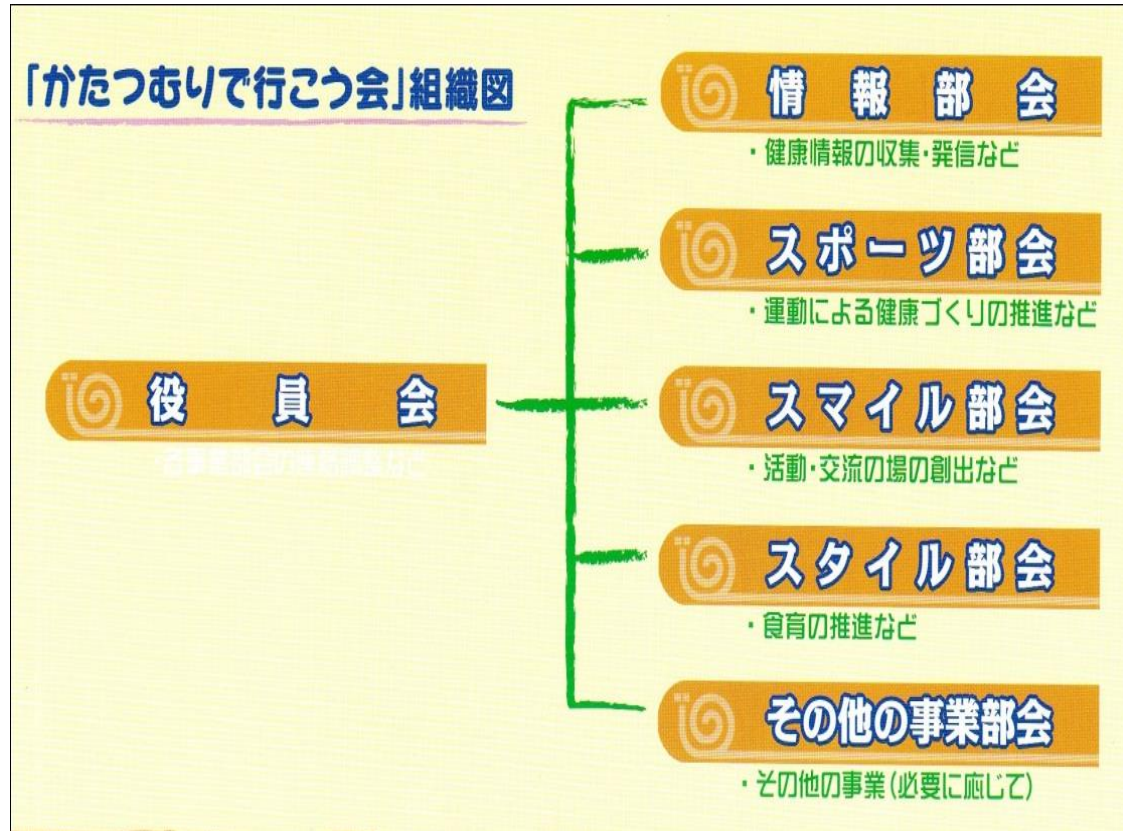 「かたつむりで行こう会」組織図
情報部会
・健康情報の収集・発信など
スポーツ部会
・運動による健康づくりの推進など
役員会
スマイル部会
・活動・交流の場の創出など
スタイル部会
・食育の推進など
その他の事業部会
・その他の事業(必要に応じて)